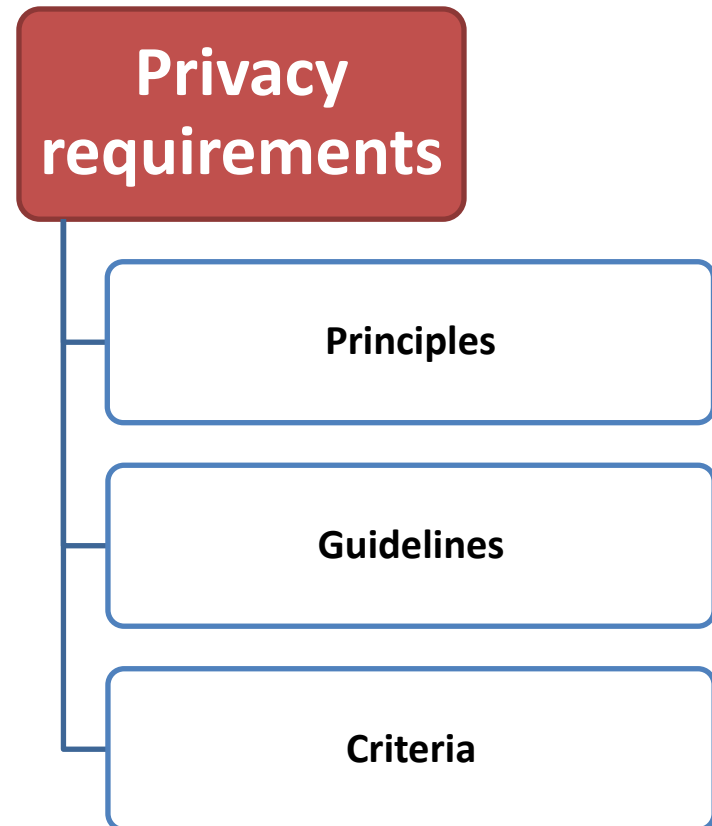 Privacy
requirements
Principles
Guidelines
Criteria